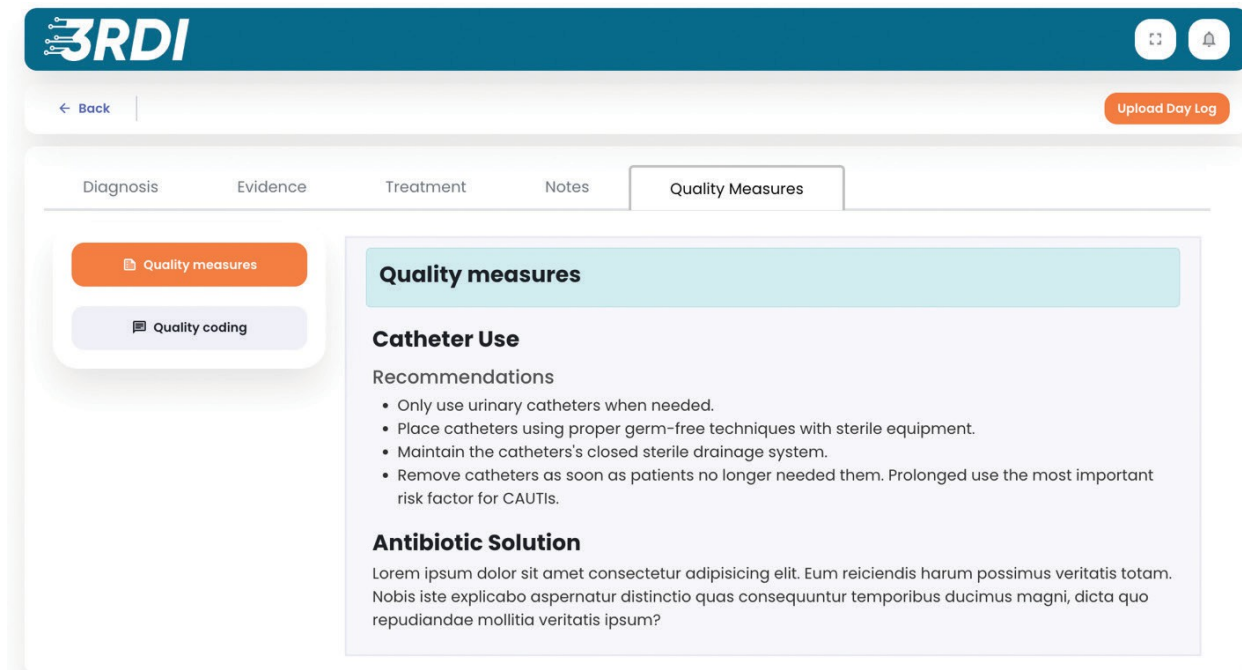 3RDI
Back
Upload Day Log
Diagnosis
Evidence
Treatment
Notes
Quality Measures
Quality measures
Quality coding
Quality measures
Catheter Use
Recommendations
• Only use urinary catheters when needed.
• Place catheters using proper germ-free techniques with sterile equipment.
• Maintain the catheters's closed sterile drainage system.
• Remove catheters as soon as patients no longer needed them. Prolonged use the most important
risk factor for CAUTIs.
Antibiotic Solution
Lorem ipsum dolor sit amet consectetur adipisicing elit. Eum reiciendis harum possimus veritatis totam.
Nobis iste explicabo aspernatur distinctio quas consequuntur temporibus ducimus magni, dicta quo
repudiandae mollitia veritatis ipsum?